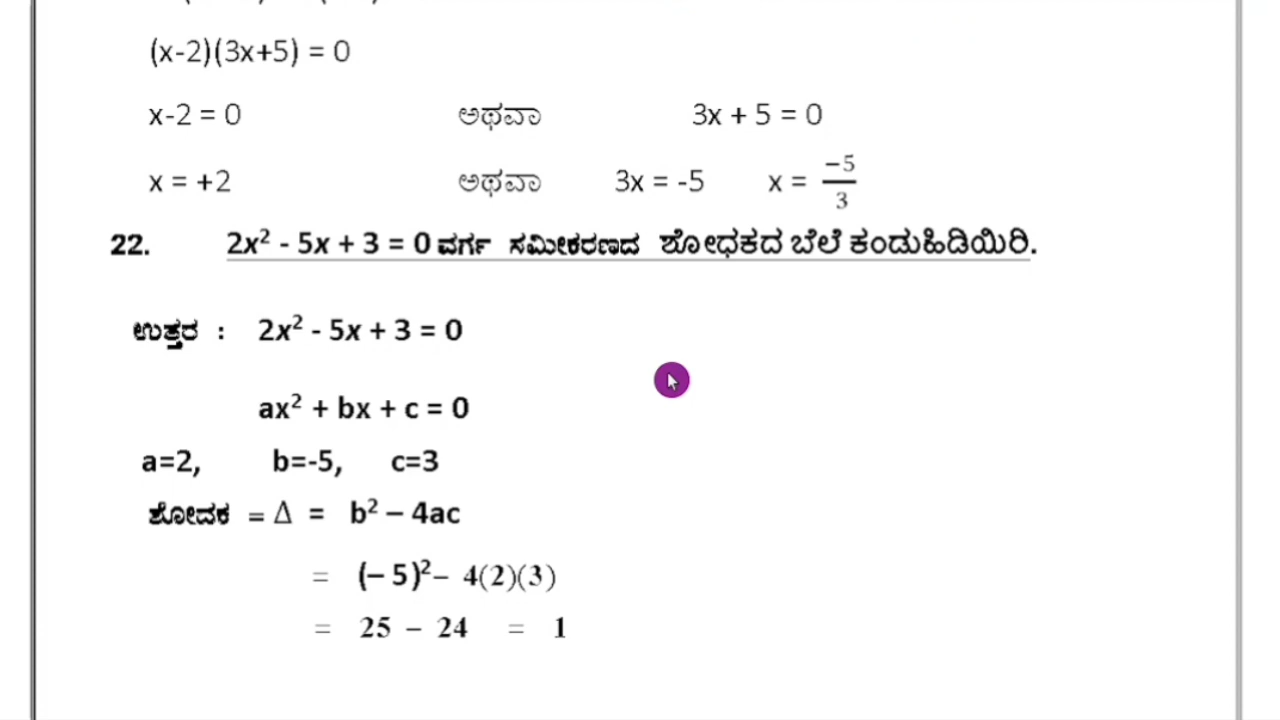 (x-2)(3x+5) = 0
x-2 = 0 ಅಥವಾ 3x + 5 = 0
x = +2 ಅಥವಾ 3x = -5 x = −5/3
22. 2x² - 5x + 3 = 0 ವರ್ಗ ಸಮೀಕರಣದ ಶೋಧಕದ ಬೆಲೆ ಕಂಡುಹಿಡಿಯಿರಿ.
ಉತ್ತರ : 2x² - 5x + 3 = 0
ax² + bx + c = 0
a=2, b=-5, c=3
ಶೋದಕ = Δ = b² – 4ac
= (– 5)² – 4(2)(3)
= 25 – 24 = 1